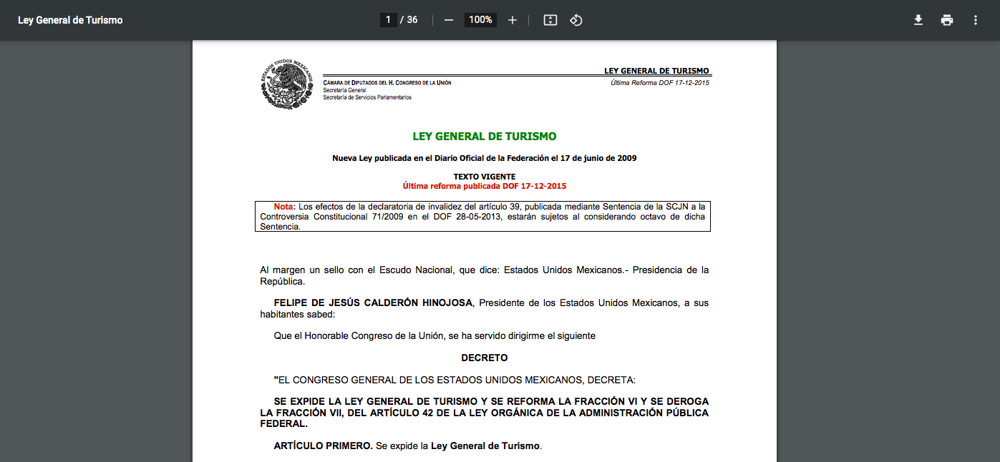 Ley General de Turismo
1 / 36
100%
ESTADOS UNIDOS MEXICANOS
LEY GENERAL DE TURISMO
CÁMARA DE DIPUTADOS DEL H. CONGRESO DE LA UNIÓN
Última Reforma DOF 17-12-2015
Secretaría General
Secretaría de Servicios Parlamentarios
LEY GENERAL DE TURISMO
Nueva Ley publicada en el Diario Oficial de la Federación el 17 de junio de 2009
TEXTO VIGENTE
Última reforma publicada DOF 17-12-2015
Nota: Los efectos de la declaratoria de invalidez del artículo 39, publicada mediante Sentencia de la SCJN a la
Controversia Constitucional 71/2009 en el DOF 28-05-2013, estarán sujetos al considerando octavo de dicha
Sentencia.
Al margen un sello con el Escudo Nacional, que dice: Estados Unidos Mexicanos.- Presidencia de la
República.
FELIPE DE JESÚS CALDERÓN HINOJOSA, Presidente de los Estados Unidos Mexicanos, a sus
habitantes sabed:
Que el Honorable Congreso de la Unión, se ha servido dirigirme el siguiente
DECRETO
"EL CONGRESO GENERAL DE LOS ESTADOS UNIDOS MEXICANOS, DECRETA:
SE EXPIDE LA LEY GENERAL DE TURISMO Y SE REFORMA LA FRACCIÓN VI Y SE DEROGA
LA FRACCIÓN VII, DEL ARTÍCULO 42 DE LA LEY ORGÁNICA DE LA ADMINISTRACIÓN PÚBLICA
FEDERAL.
ARTÍCULO PRIMERO. Se expide la Ley General de Turismo.